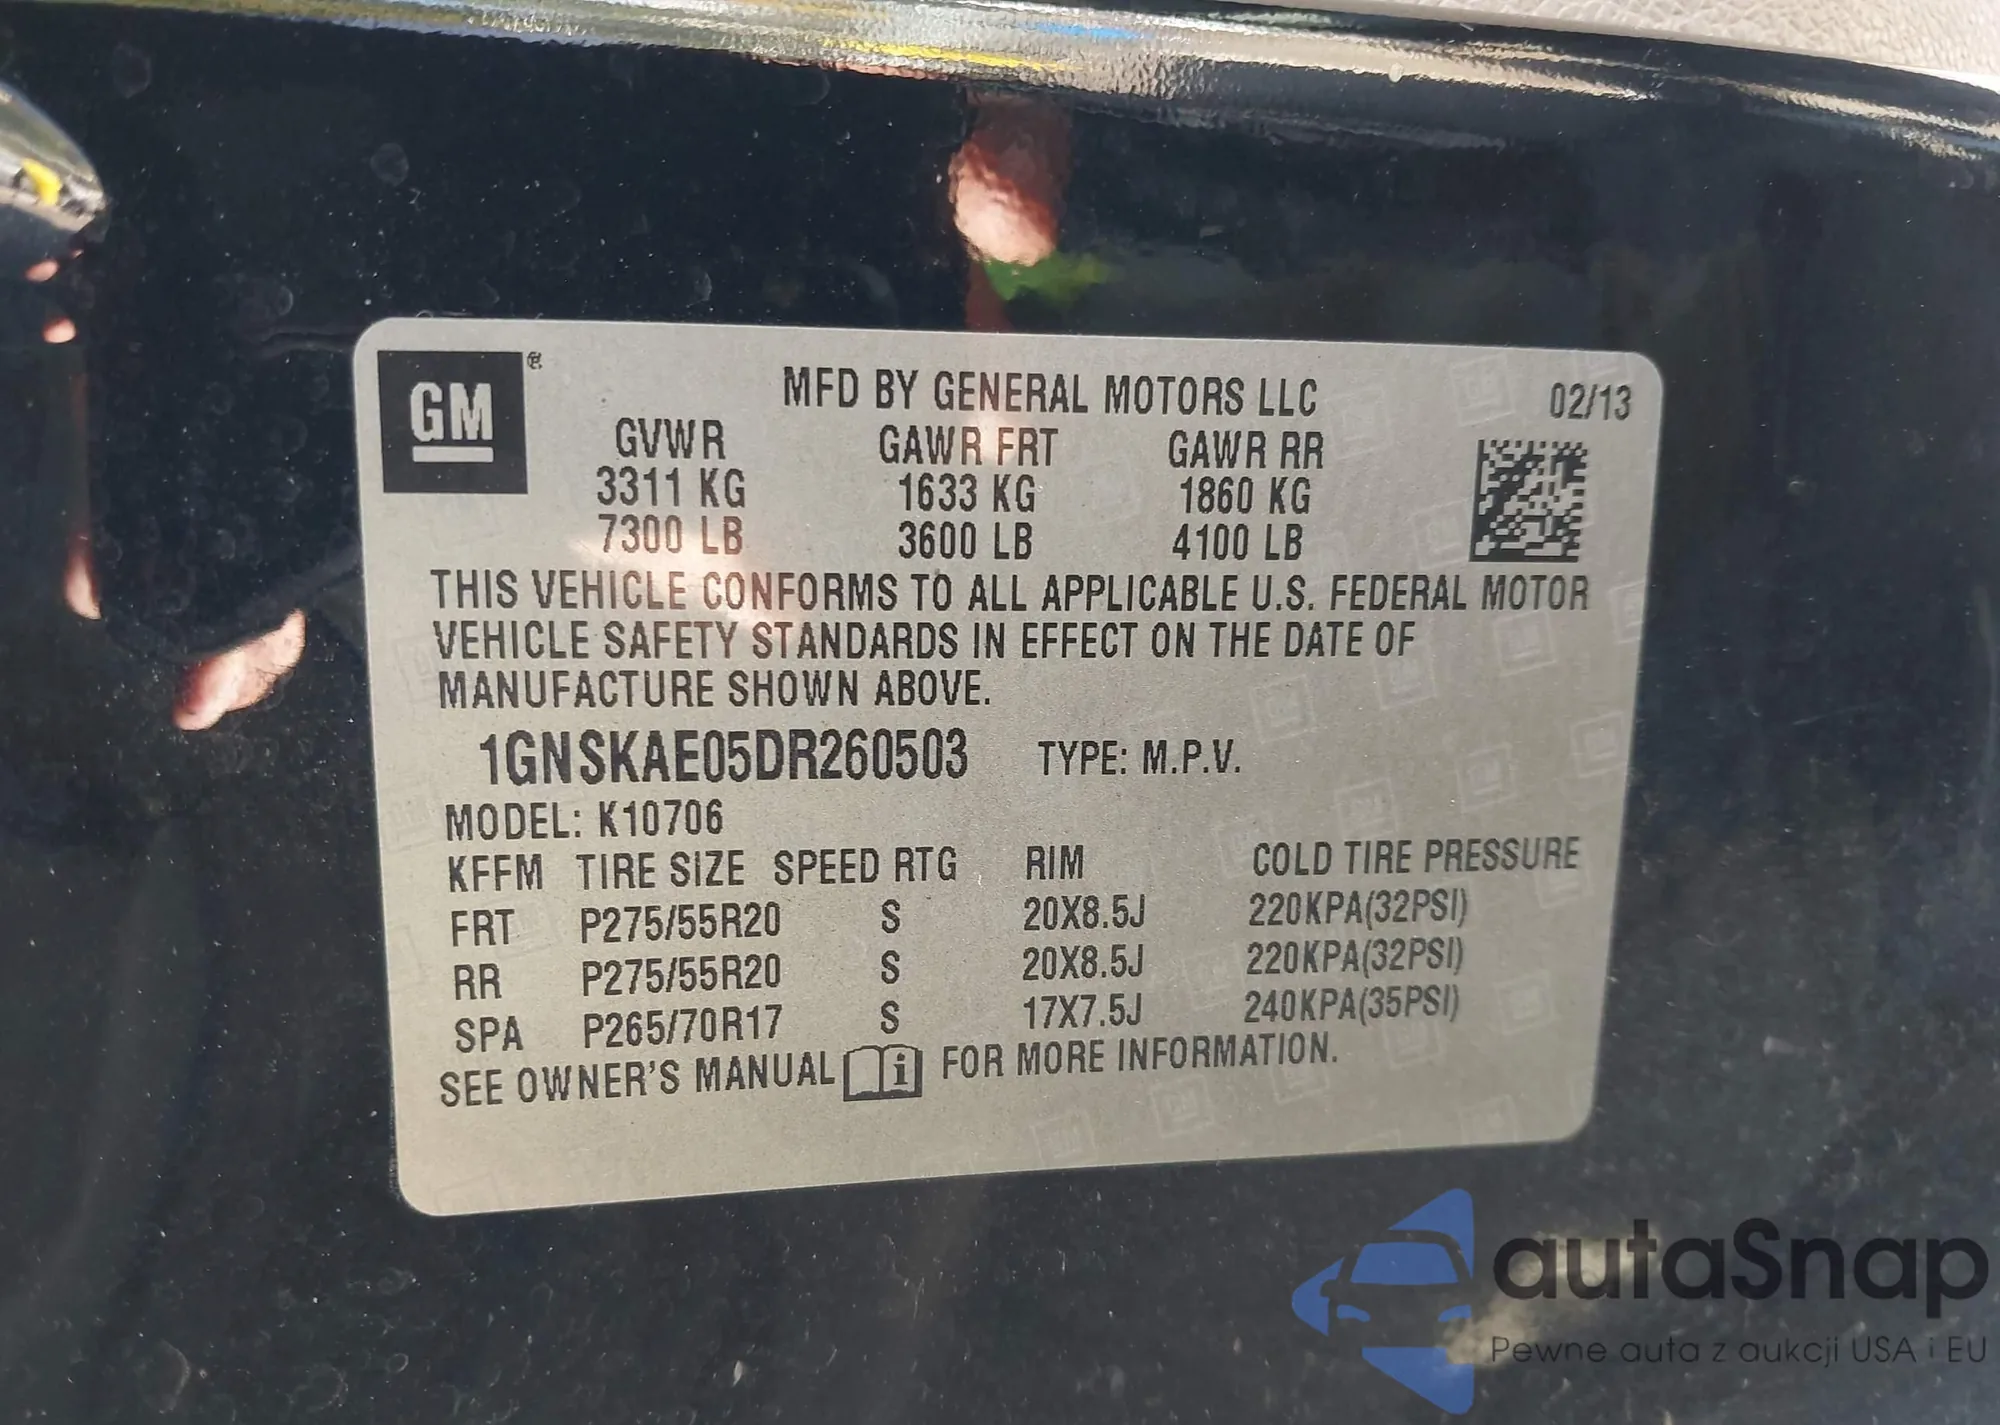 GM
MFD BY GENERAL MOTORS LLC 02/13
GVWR GAWR FRT GAWR RR
3311 KG 1633 KG 1860 KG
7300 LB 3600 LB 4100 LB
THIS VEHICLE CONFORMS TO ALL APPLICABLE U.S. FEDERAL MOTOR
VEHICLE SAFETY STANDARDS IN EFFECT ON THE DATE OF
MANUFACTURE SHOWN ABOVE.
1GNSKAE05DR260503 TYPE: M.P.V.
MODEL: K10706
KFFM TIRE SIZE SPEED RTG RIM COLD TIRE PRESSURE
FRT P275/55R20 S 20X8.5J 220KPA(32PSI)
RR P275/55R20 S 20X8.5J 220KPA(32PSI)
SPA P265/70R17 S 17X7.5J 240KPA(35PSI)
SEE OWNER'S MANUAL i FOR MORE INFORMATION.
autaSnap
Pewne auta z aukcji USA i EU